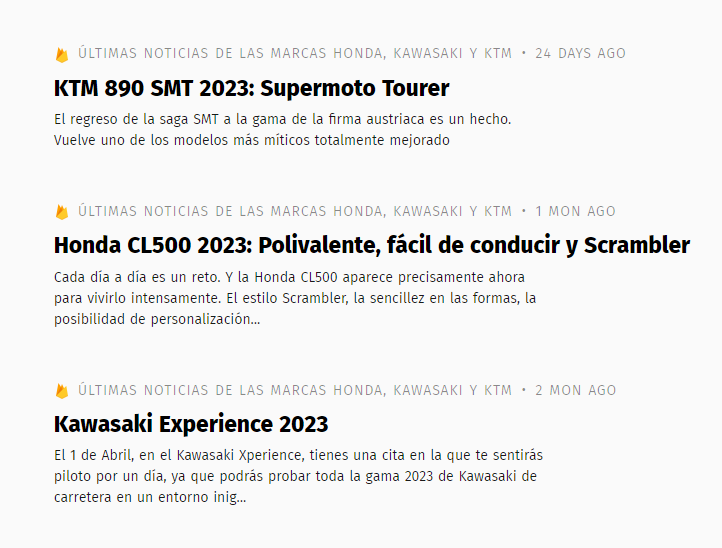 ÚLTIMAS NOTICIAS DE LAS MARCAS HONDA, KAWASAKI Y KTM • 24 DAYS AGO
KTM 890 SMT 2023: Supermoto Tourer
El regreso de la saga SMT a la gama de la firma austriaca es un hecho.
Vuelve uno de los modelos más míticos totalmente mejorado
ÚLTIMAS NOTICIAS DE LAS MARCAS HONDA, KAWASAKI Y KTM • 1 MON AGO
Honda CL500 2023: Polivalente, fácil de conducir y Scrambler
Cada día a día es un reto. Y la Honda CL500 aparece precisamente ahora
para vivirlo intensamente. El estilo Scrambler, la sencillez en las formas, la
posibilidad de personalización...
ÚLTIMAS NOTICIAS DE LAS MARCAS HONDA, KAWASAKI Y KTM • 2 MON AGO
Kawasaki Experience 2023
El 1 de Abril, en el Kawasaki Xperience, tienes una cita en la que te sentirás
piloto por un día, ya que podrás probar toda la gama 2023 de Kawasaki de
carretera en un entorno inig...